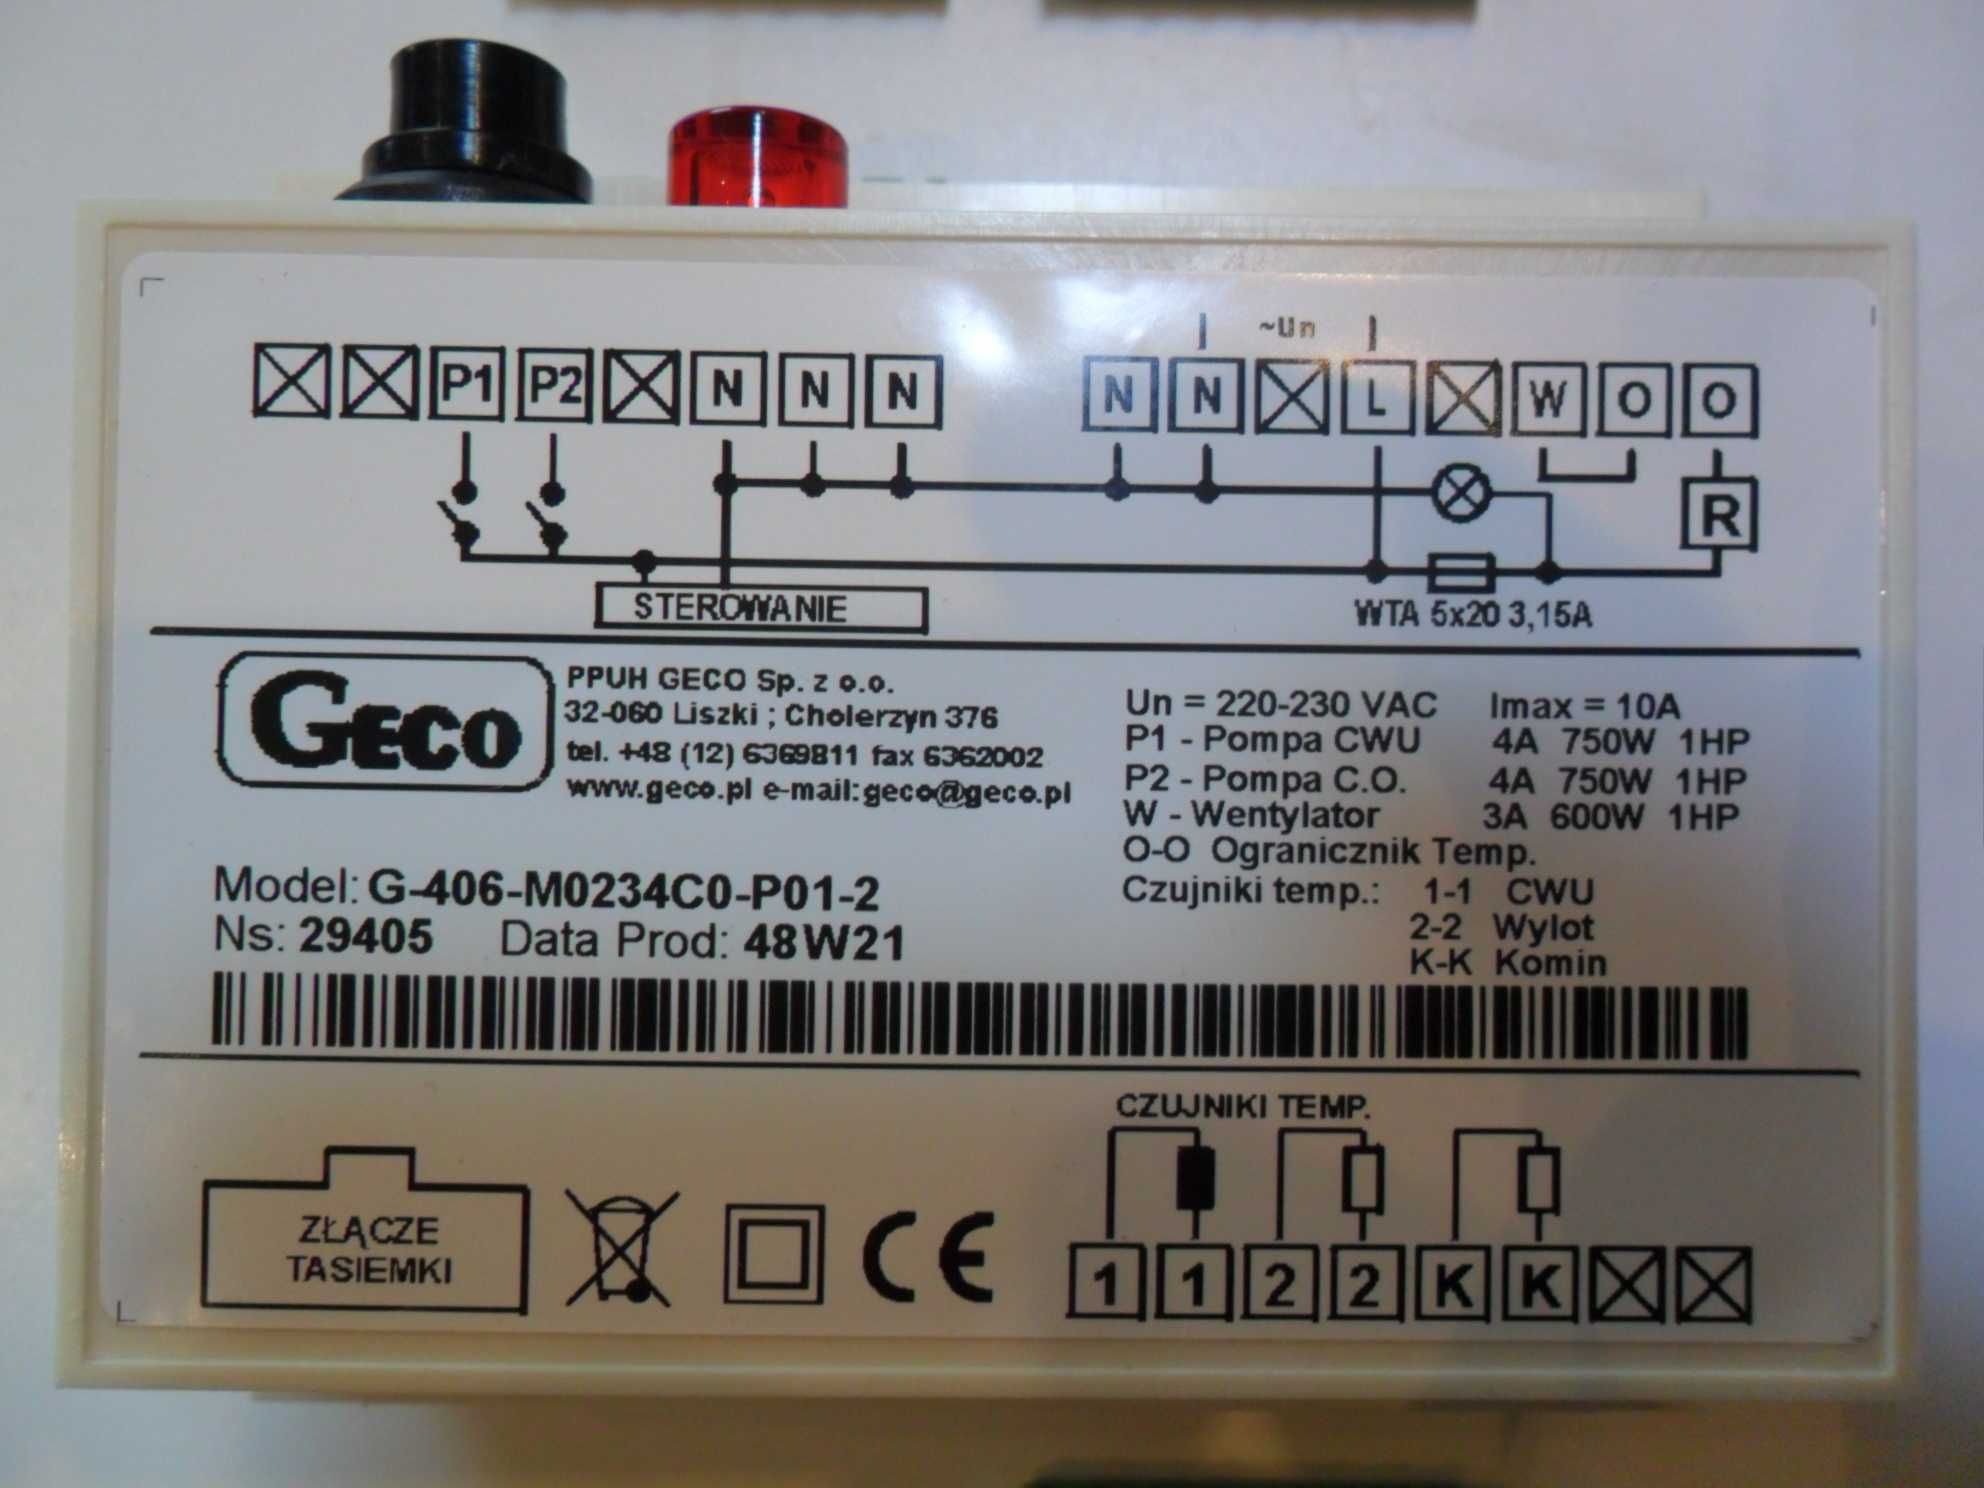 ~Un
P1 P2 N N N N N L W O O
R
STEROWANIE
WTA 5x20 3,15A
GECO
PPUH GECO Sp. z o.o.
32-060 Liszki ; Cholerzyn 376
tel. +48 (12) 6369811 fax 6362002
www.geco.pl e-mail:geco@geco.pl
Model: G-406-M0234C0-P01-2
Ns: 29405 Data Prod: 48W21
Un = 220-230 VAC Imax = 10A
P1 - Pompa CWU 4A 750W 1HP
P2 - Pompa C.O. 4A 750W 1HP
W - Wentylator 3A 600W 1HP
O-O Ogranicznik Temp.
Czujniki temp.: 1-1 CWU
2-2 Wylot
K-K Komin
ZŁĄCZE
TASIEMKI
CE
CZUJNIKI TEMP.
1 1 2 2 K K